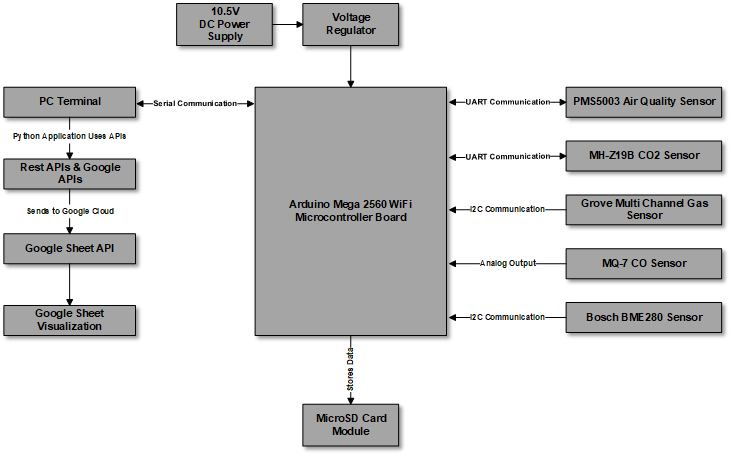 10.5V
DC Power
Supply
Voltage
Regulator
PC Terminal
Serial Communication
Python Application Uses APIs
Rest APIs & Google
APIs
Sends to Google Cloud
Google Sheet API
Google Sheet
Visualization
Arduino Mega 2560 WiFi
Microcontroller Board
UART Communication
PMS5003 Air Quality Sensor
UART Communication
MH-Z19B CO2 Sensor
I2C Communication
Grove Multi Channel Gas
Sensor
Analog Output
MQ-7 CO Sensor
I2C Communication
Bosch BME280 Sensor
Stores Data
MicroSD Card
Module